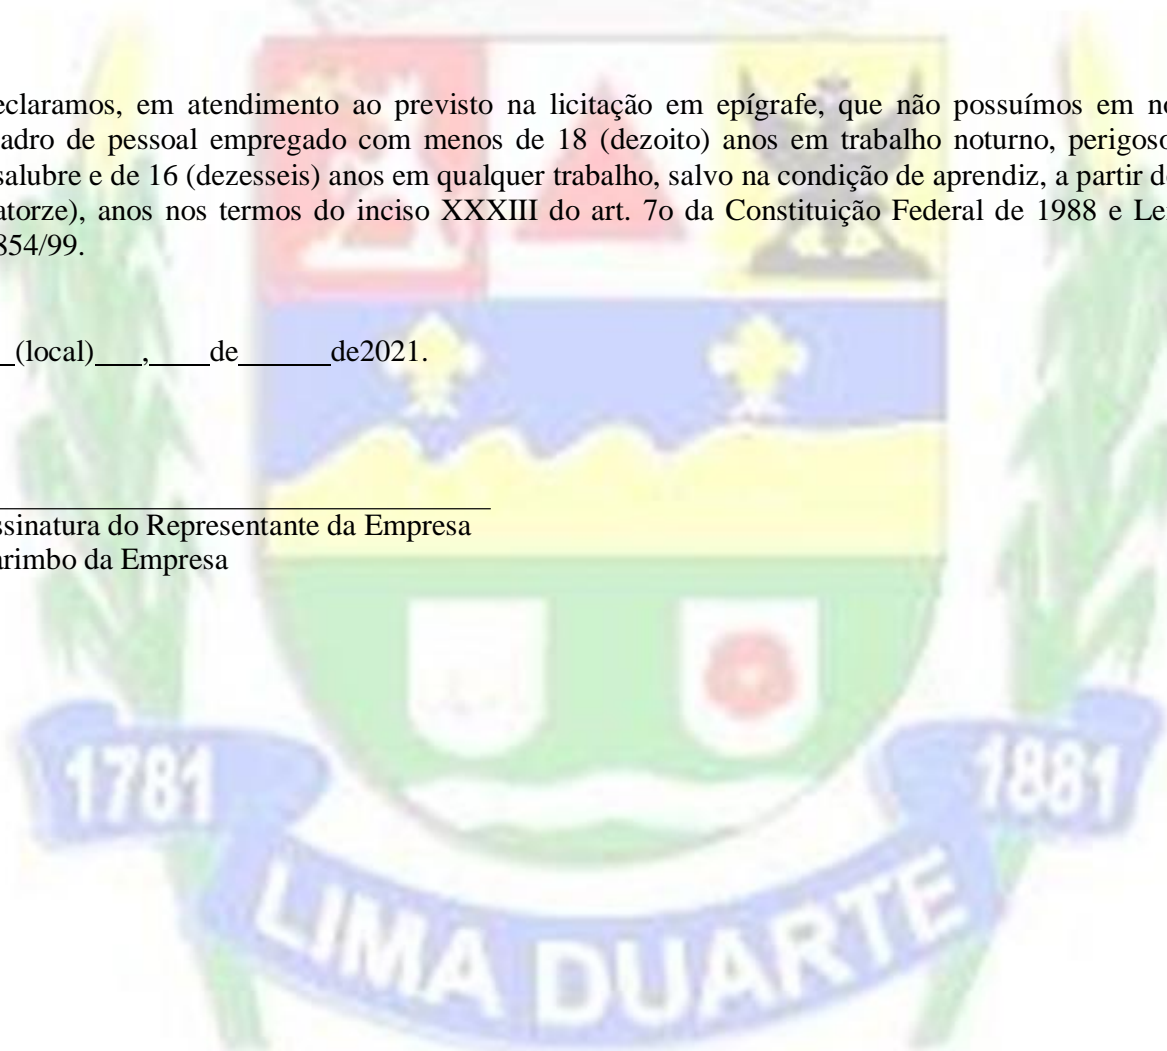 eclaramos, em atendimento ao previsto na licitação em epígrafe, que não possuímos em no
adro de pessoal empregado com menos de 18 (dezoito) anos em trabalho noturno, perigoso
salubre e de 16 (dezesseis) anos em qualquer trabalho, salvo na condição de aprendiz, a partir de
atorze), anos nos termos do inciso XXXIII do art. 7o da Constituição Federal de 1988 e Lei
854/99.
_(local)___,____de______de2021.
ssinatura do Representante da Empresa
arimbo da Empresa
1781
1881
LIMA DUARTE